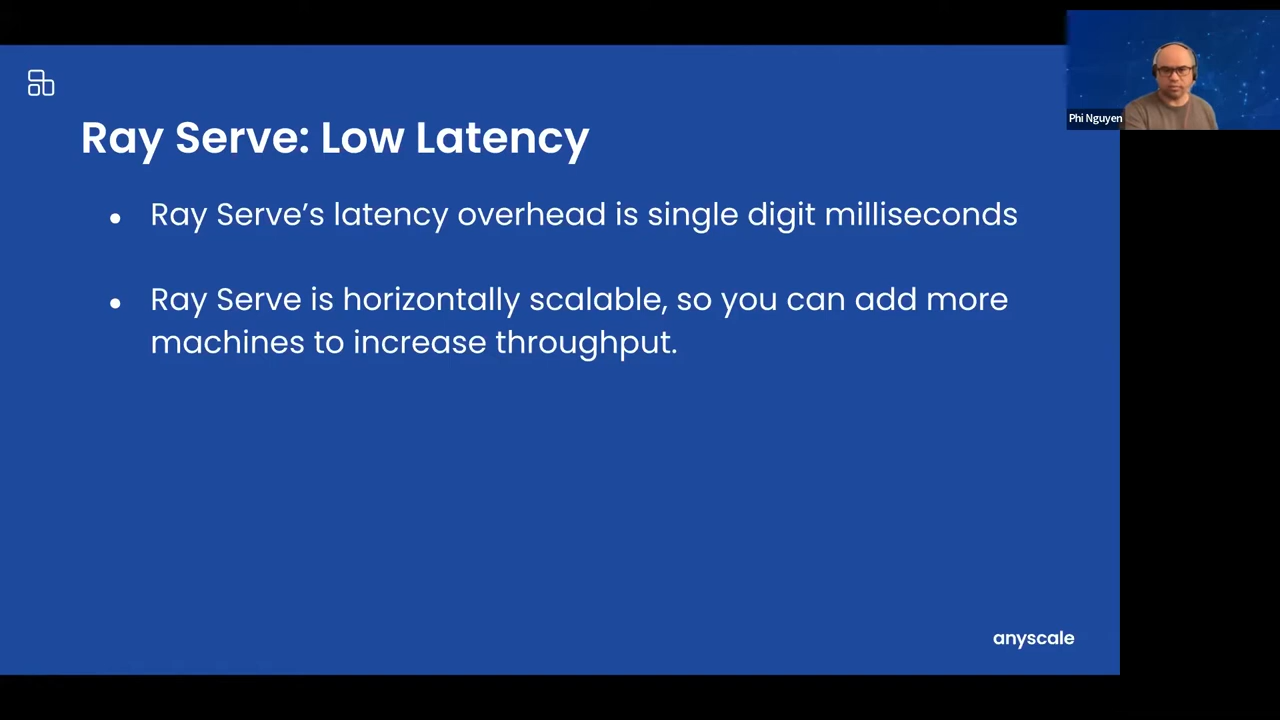 Ray Serve: Low Latency
● Ray Serve’s latency overhead is single digit milliseconds
● Ray Serve is horizontally scalable, so you can add more
machines to increase throughput.
anyscale
Phi Nguyen